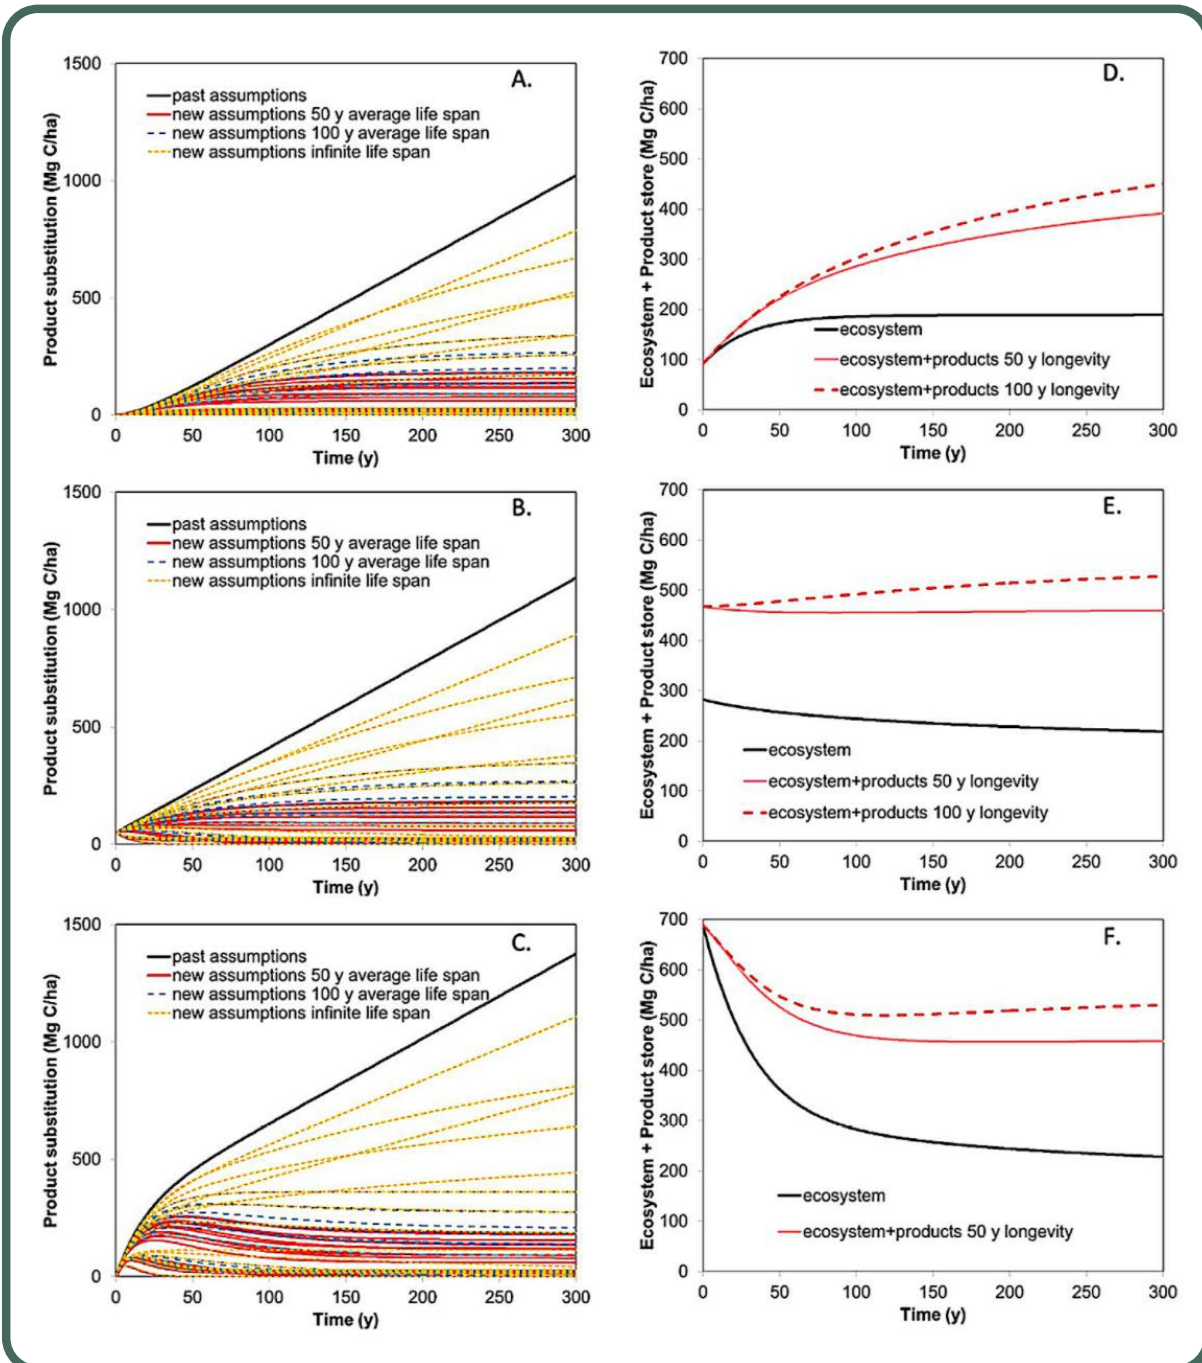 A.
Product substitution (Mg C/ha)
1500
1000
500
0
past assumptions
new assumptions 50 y average life span
new assumptions 100 y average life span
new assumptions infinite life span
0 50 100 150 200 250 300
Time (y)
D.
Ecosystem + Product store (Mg C/ha)
700
600
500
400
300
200
100
0
ecosystem
ecosystem+products 50 y longevity
ecosystem+products 100 y longevity
0 50 100 150 200 250 300
Time (y)
B.
Product substitution (Mg C/ha)
1500
1000
500
0
past assumptions
new assumptions 50 y average life span
new assumptions 100 y average life span
new assumptions infinite life span
0 50 100 150 200 250 300
Time (y)
E.
Ecosystem + Product store (Mg C/ha)
700
600
500
400
300
200
100
0
ecosystem
ecosystem+products 50 y longevity
ecosystem+products 100 y longevity
0 50 100 150 200 250 300
Time (y)
C.
Product substitution (Mg C/ha)
1500
1000
500
0
past assumptions
new assumptions 50 y average life span
new assumptions 100 y average life span
new assumptions infinite life span
0 50 100 150 200 250 300
Time (y)
F.
Ecosystem + Product store (Mg C/ha)
700
600
500
400
300
200
100
0
ecosystem
ecosystem+products 50 y longevity
0 50 100 150 200 250 300
Time (y)